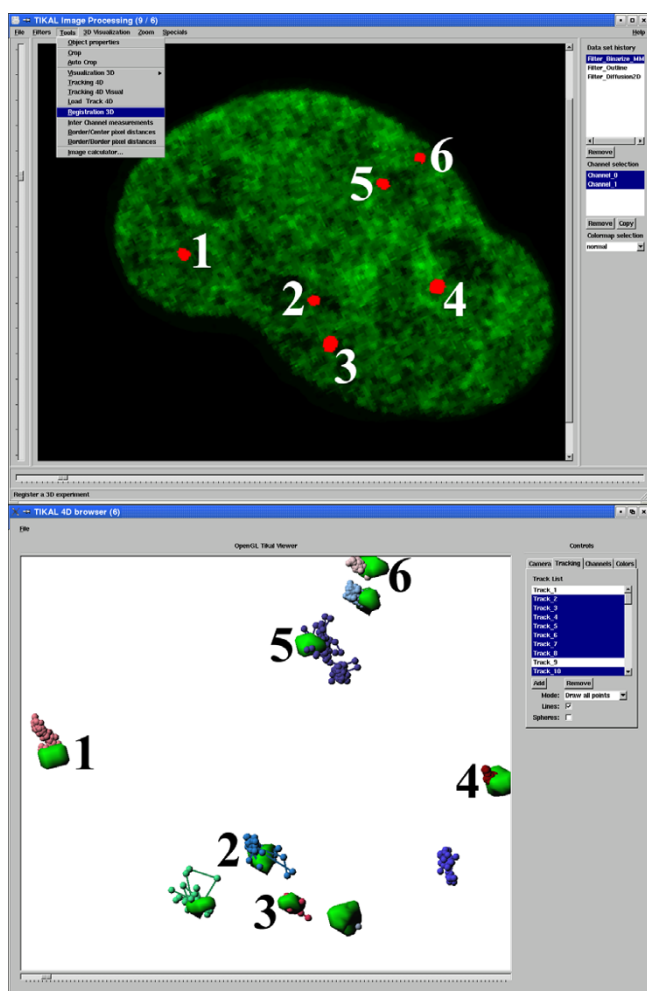 TIKAL Image Processing (9 / 6)
File Filters Tools 3D Visualization Zoom Specials Help
Object properties
Crop
Auto Crop
Visualization 3D
Tracking 4D
Tracking 4D Visual
Load Track 4D
Registration 3D
Inter Channel measurments
Border/Center pixel distances
Border/Border pixel distances
Image calculator...
Data set history
Filter_Binarize_MM
Filter_Outline
Filter_Diffusion2D
Remove
Channel selection
Channel_0
Channel_1
Remove Copy
Colormap selection
normal
6
5
1
2
4
3
Register a 3D experiment
TIKAL 4D browser (6)
File
OpenGL Tikal Viewer
Controls
Camera Tracking Channels Colors
Track List
Track_1
Track_2
Track_3
Track_4
Track_5
Track_6
Track_7
Track_8
Track_9
Track_10
Add Remove
Mode: Draw all points
Lines:
Spheres:
6
5
1
4
2
3